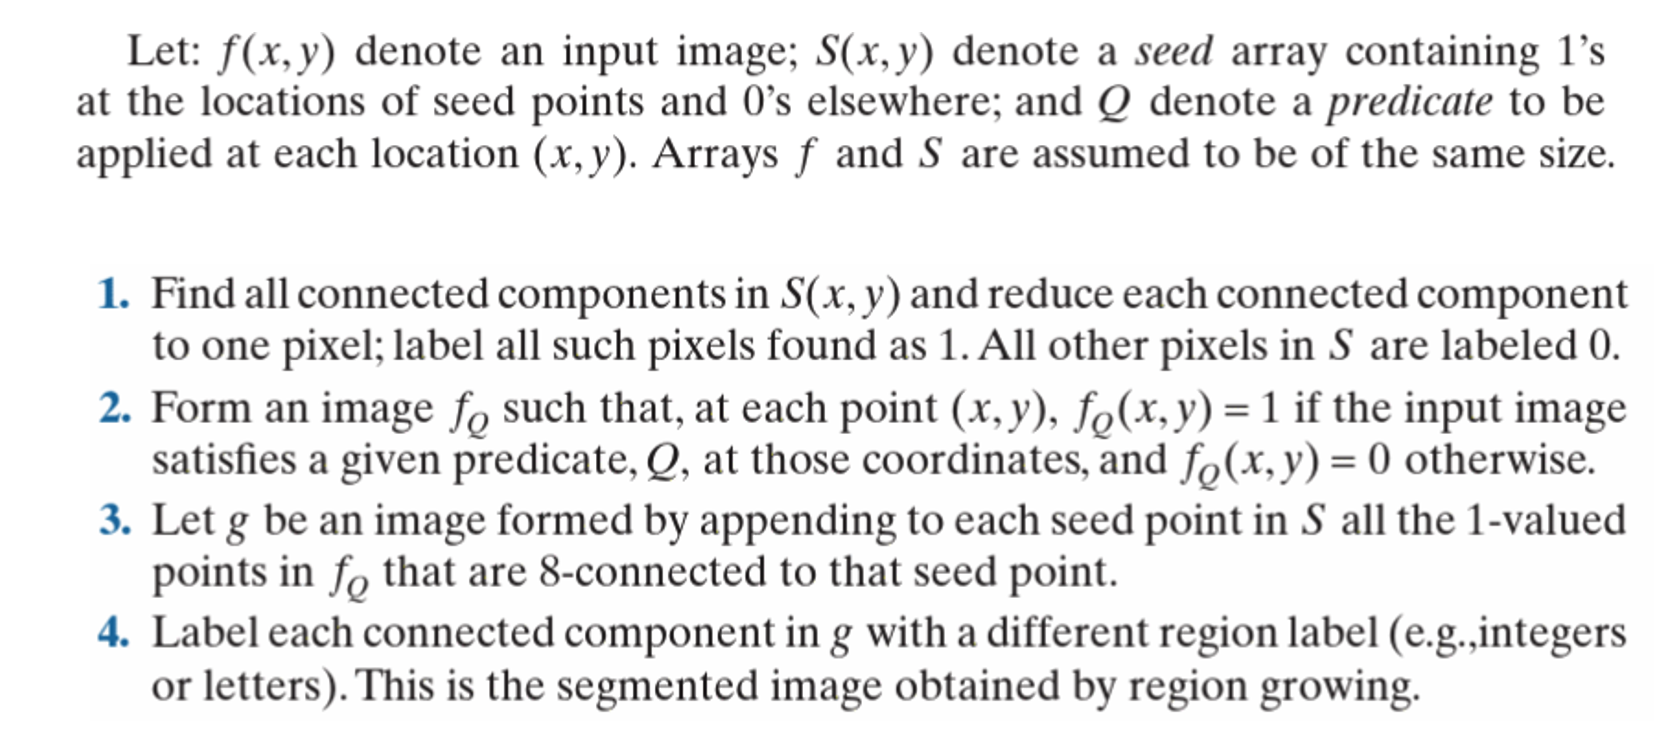 Let: f(x, y) denote an input image; S(x, y) denote a seed array containing 1's
at the locations of seed points and 0's elsewhere; and Q denote a predicate to be
applied at each location (x, y). Arrays f and S are assumed to be of the same size.
1. Find all connected components in S(x, y) and reduce each connected component
to one pixel; label all such pixels found as 1. All other pixels in S are labeled 0.
2. Form an image f_Q such that, at each point (x, y), f_Q(x, y) = 1 if the input image
satisfies a given predicate, Q, at those coordinates, and f_Q(x, y) = 0 otherwise.
3. Let g be an image formed by appending to each seed point in S all the 1-valued
points in f_Q that are 8-connected to that seed point.
4. Label each connected component in g with a different region label (e.g.,integers
or letters). This is the segmented image obtained by region growing.